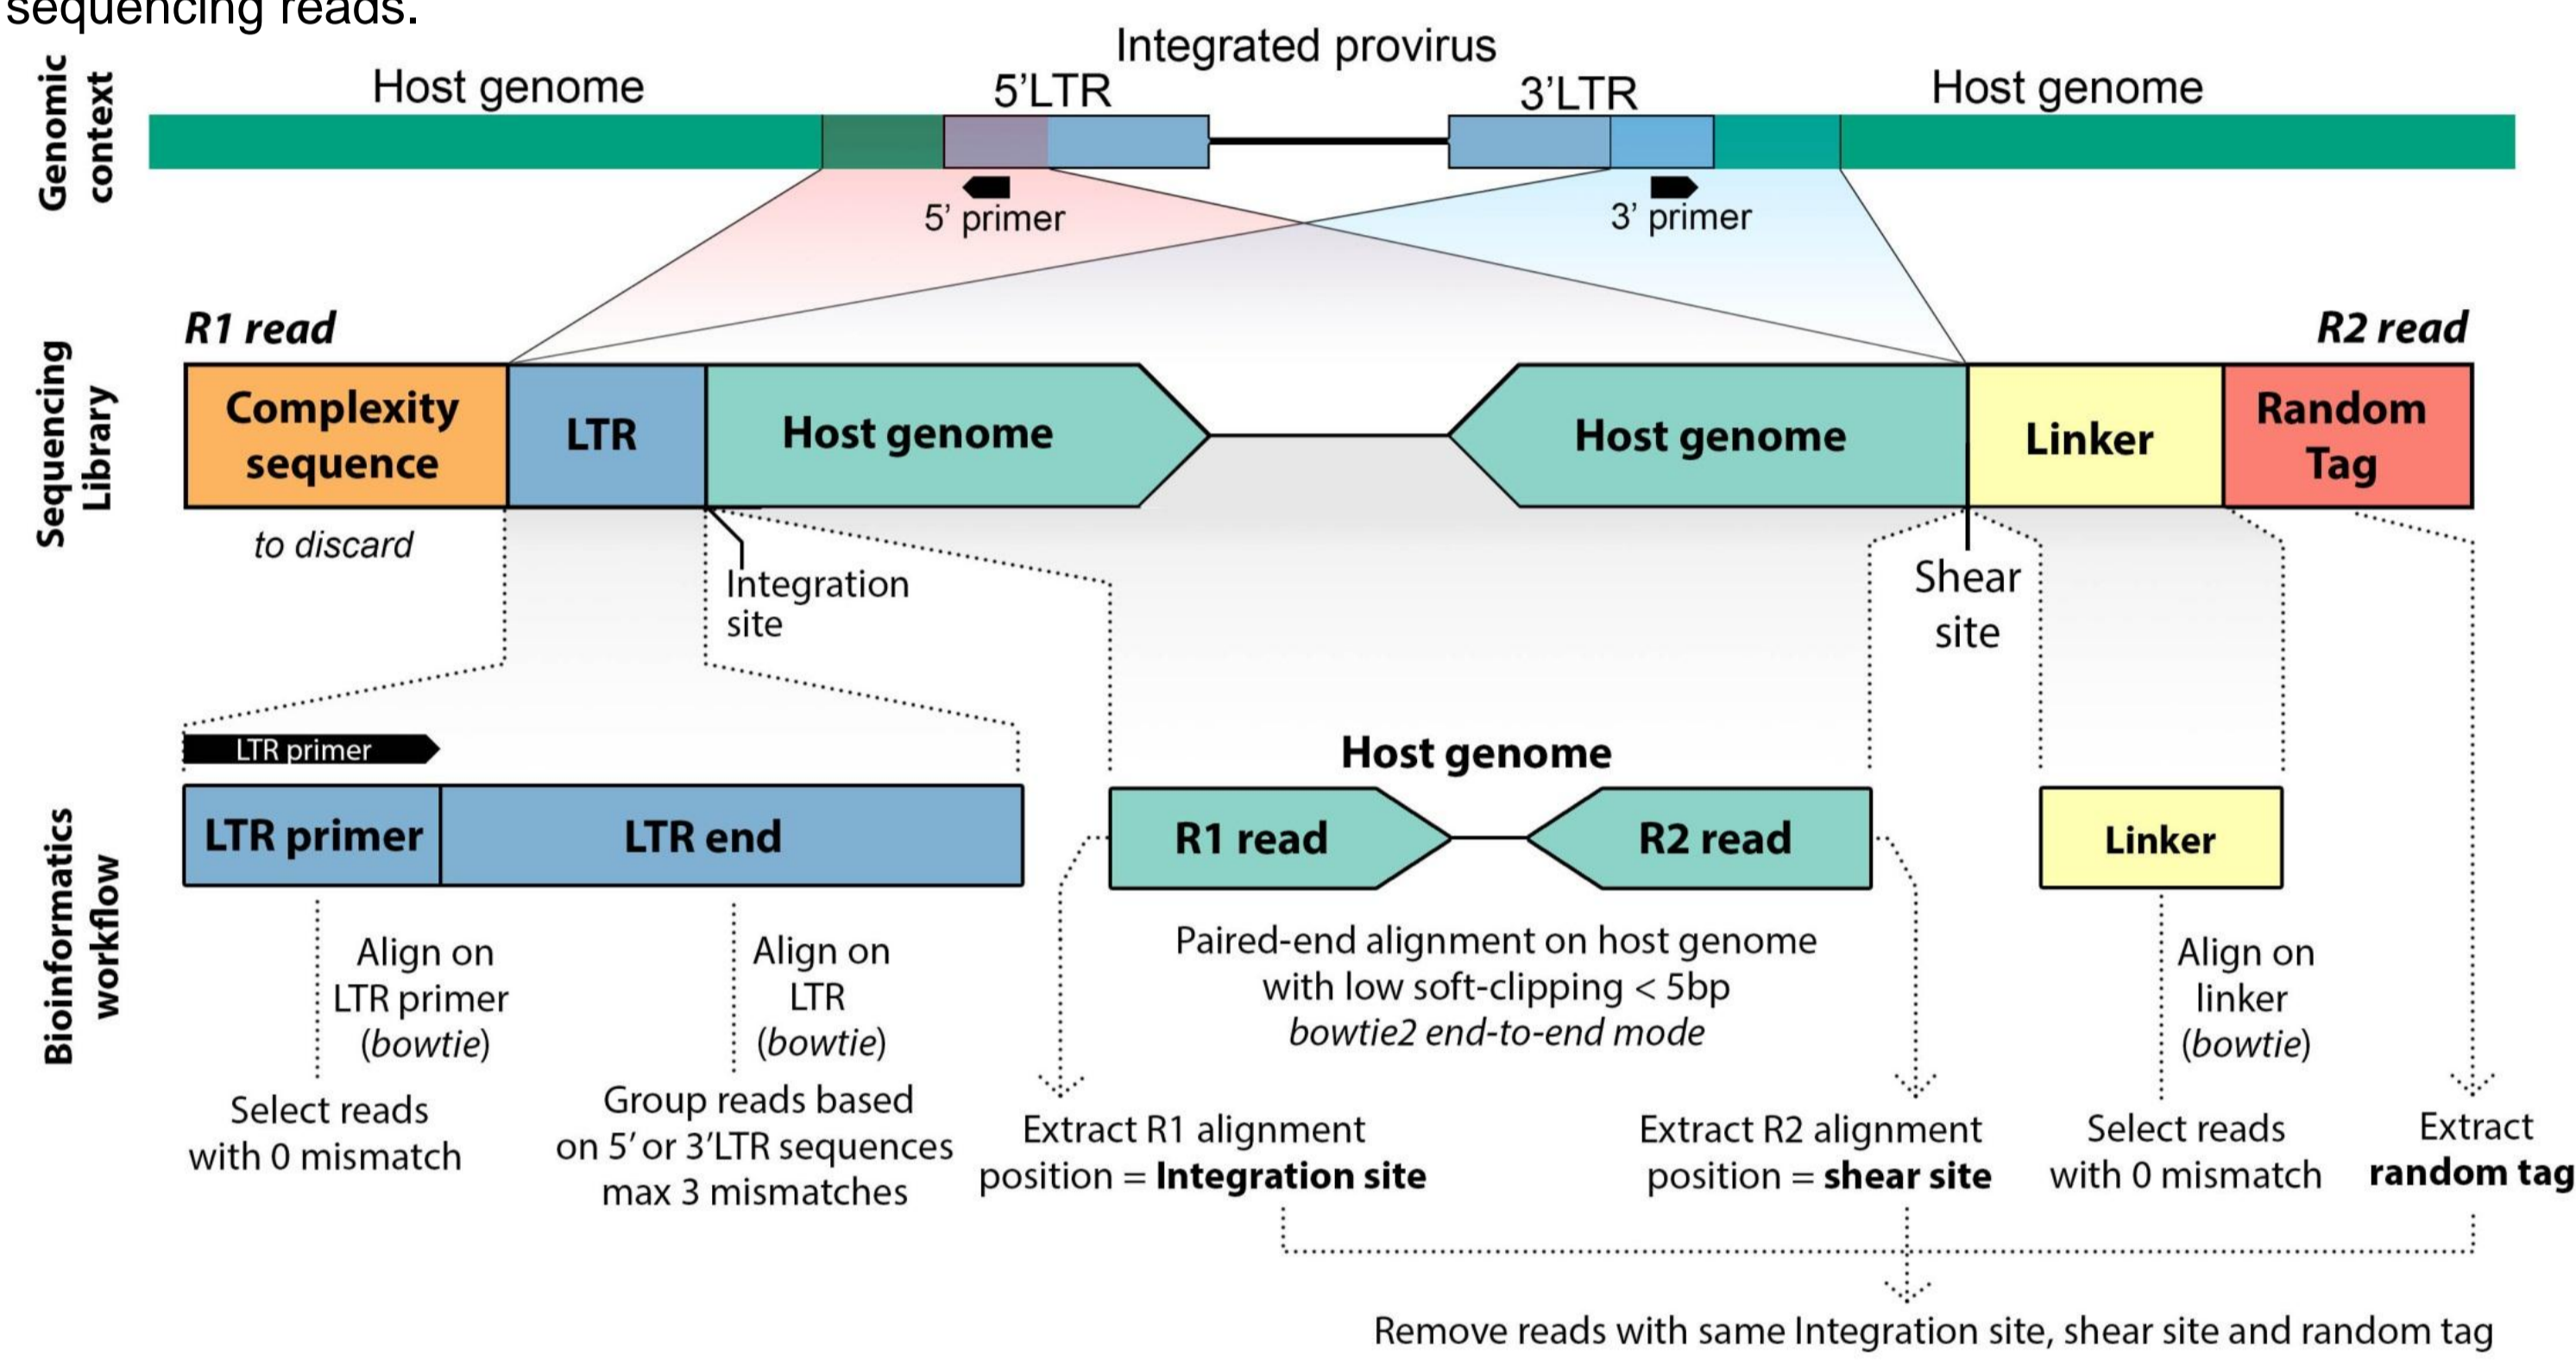 sequencing reads.
Integrated provirus
Host genome
5’LTR
3’LTR
Host genome
Genomic
context
5’ primer
3’ primer
R1 read
R2 read
Sequencing
Library
Complexity
sequence
LTR
Host genome
Host genome
Linker
Random
Tag
to discard
Integration
site
Shear
site
Bioinformatics
workflow
LTR primer
Host genome
LTR primer
LTR end
R1 read
R2 read
Linker
Align on
LTR primer
(bowtie)
Select reads
with 0 mismatch
Align on
LTR
(bowtie)
Group reads based
on 5’ or 3’LTR sequences
max 3 mismatches
Paired-end alignment on host genome
with low soft-clipping < 5bp
bowtie2 end-to-end mode
Extract R1 alignment
position = Integration site
Extract R2 alignment
position = shear site
Align on
linker
(bowtie)
Select reads
with 0 mismatch
Extract
random tag
Remove reads with same Integration site, shear site and random tag